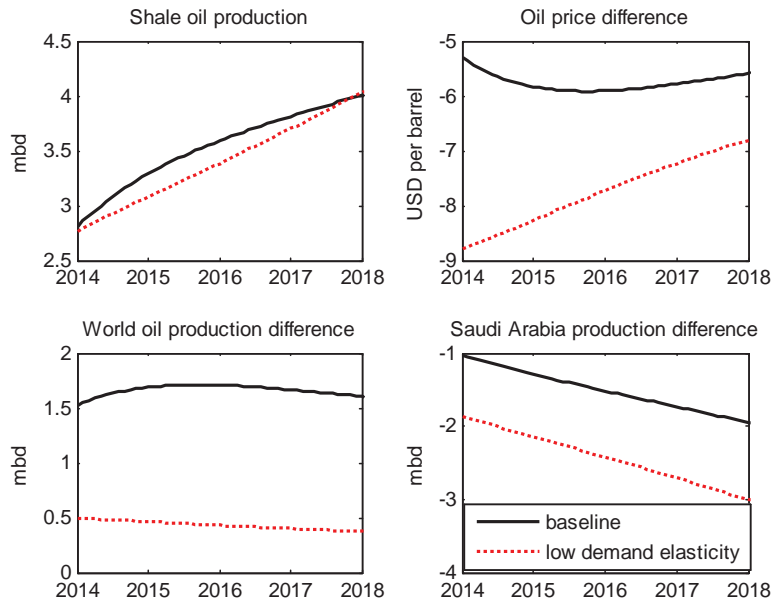 Shale oil production
4.5
4
3.5
3
2.5
mbd
2014 2015 2016 2017 2018
Oil price difference
-5
-6
-7
-8
-9
USD per barrel
2014 2015 2016 2017 2018
World oil production difference
2
1.5
1
0.5
0
mbd
2014 2015 2016 2017 2018
Saudi Arabia production difference
-1
-2
-3
-4
mbd
baseline
low demand elasticity
2014 2015 2016 2017 2018